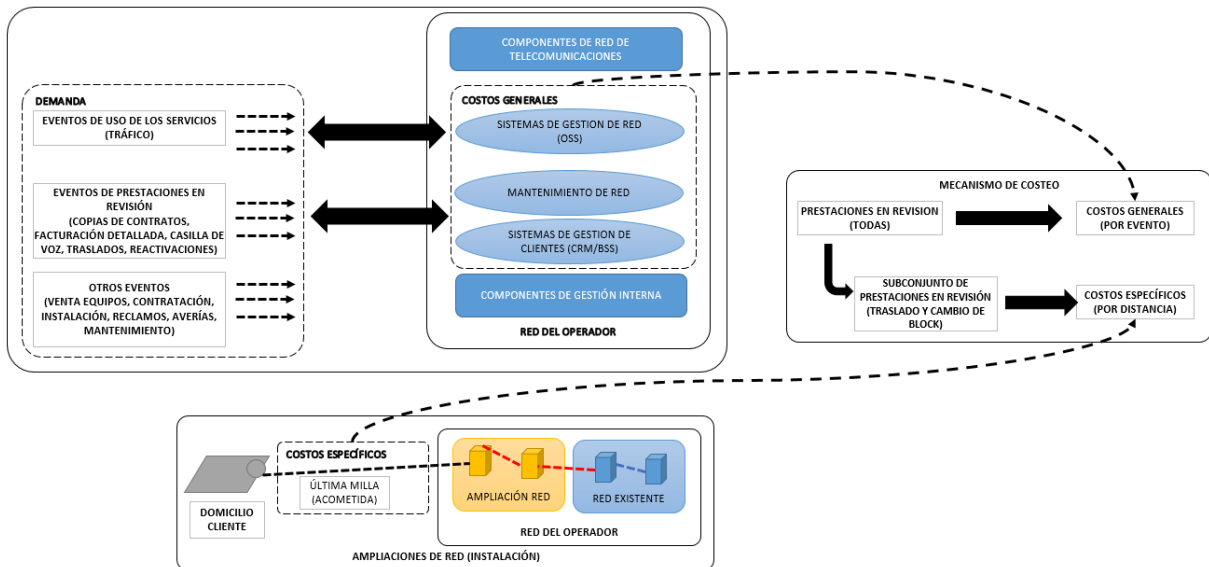 COMPONENTES DE RED DE
TELECOMUNICACIONES
DEMANDA
EVENTOS DE USO DE LOS SERVICIOS
(TRÁFICO)
EVENTOS DE PRESTACIONES EN
REVISIÓN
(COPIAS DE CONTRATOS,
FACTURACIÓN DETALLADA, CASILLA
DE VOZ, TRASLADOS, REACTIVACIONES)
OTROS EVENTOS
(VENTA EQUIPOS, CONTRATACIÓN,
INSTALACIÓN, RECLAMOS, AVERÍAS,
MANTENIMIENTO)
COSTOS GENERALES
SISTEMAS DE GESTION DE RED
(OSS)
MANTENIMIENTO DE RED
SISTEMAS DE GESTION DE
CLIENTES (CRM/BSS)
COMPONENTES DE GESTIÓN INTERNA
RED DEL OPERADOR
MECANISMO DE COSTEO
PRESTACIONES EN REVISION
(TODAS)
COSTOS GENERALES
(POR EVENTO)
SUBCONJUNTO DE
PRESTACIONES EN REVISIÓN
(TRASLADO Y CAMBIO DE
BLOCK)
COSTOS ESPECÍFICOS
(POR DISTANCIA)
COSTOS ESPECÍFICOS
ÚLTIMA MILLA
(ACOMETIDA)
DOMICILIO
CLIENTE
AMPLIACIÓN RED
RED EXISTENTE
RED DEL OPERADOR
AMPLIACIONES DE RED (INSTALACIÓN)